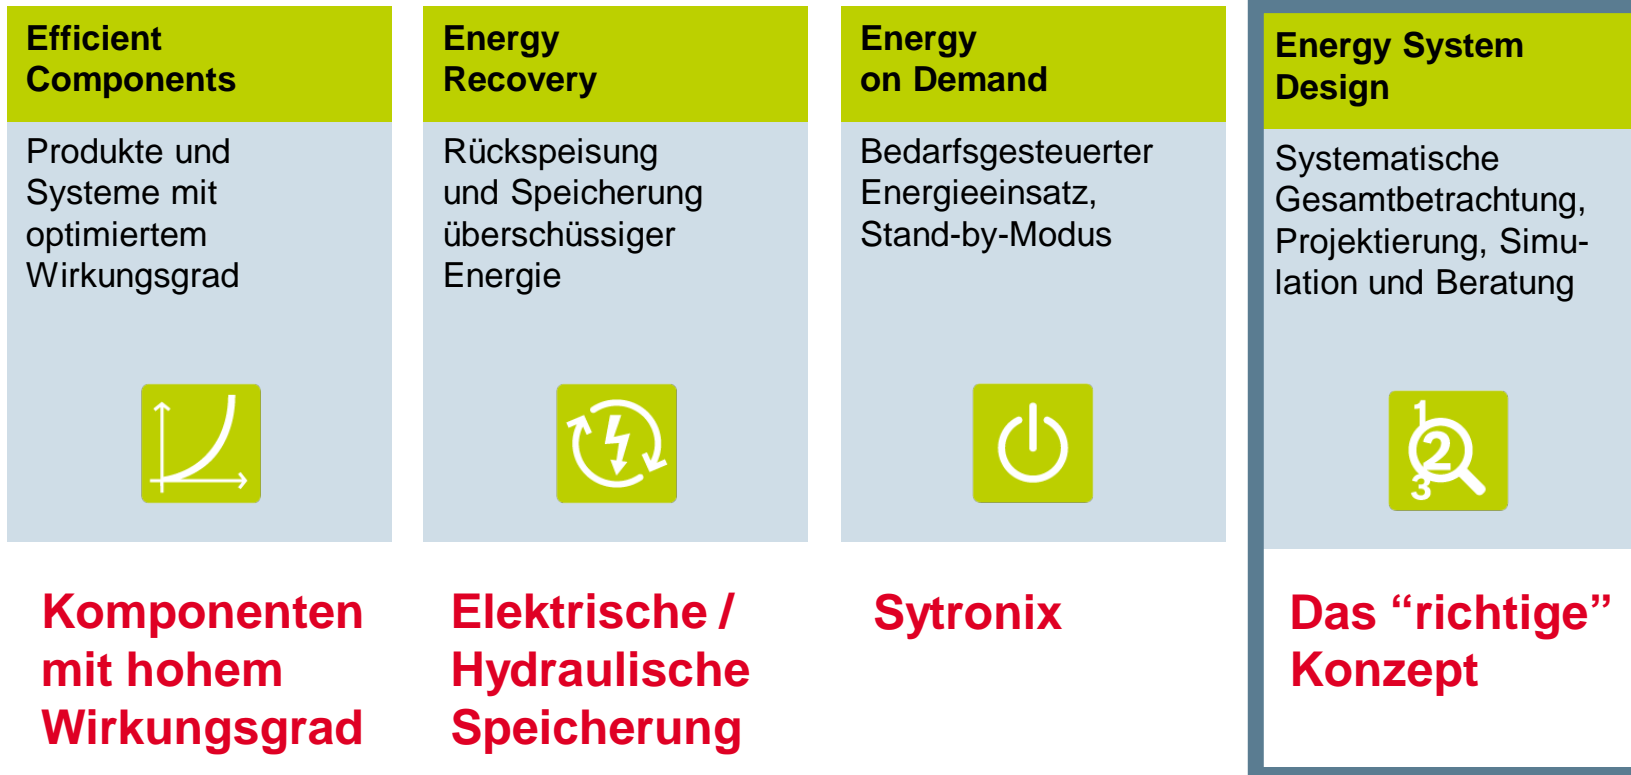 Efficient
Components
Produkte und
Systeme mit
optimiertem
Wirkungsgrad
Komponenten
mit hohem
Wirkungsgrad
Energy
Recovery
Rückspeisung
und Speicherung
überschüssiger
Energie
Elektrische /
Hydraulische
Speicherung
Energy
on Demand
Bedarfsgesteuerter
Energieeinsatz,
Stand-by-Modus
Sytronix
Energy System
Design
Systematische
Gesamtbetrachtung,
Projektierung, Simu-
lation und Beratung
1
2
3
Das “richtige”
Konzept